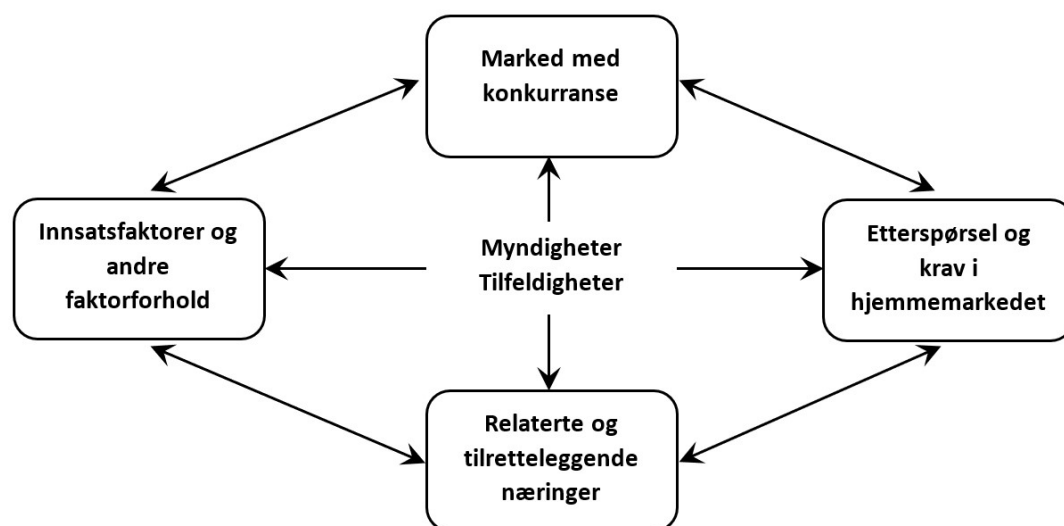 Marked med
konkurranse
Innsatsfaktorer og
andre
faktorforhold
Myndigheter
Tilfeldigheter
Etterspørsel og
krav i
hjemmemarkedet
Relaterte og
tilretteleggende
næringer